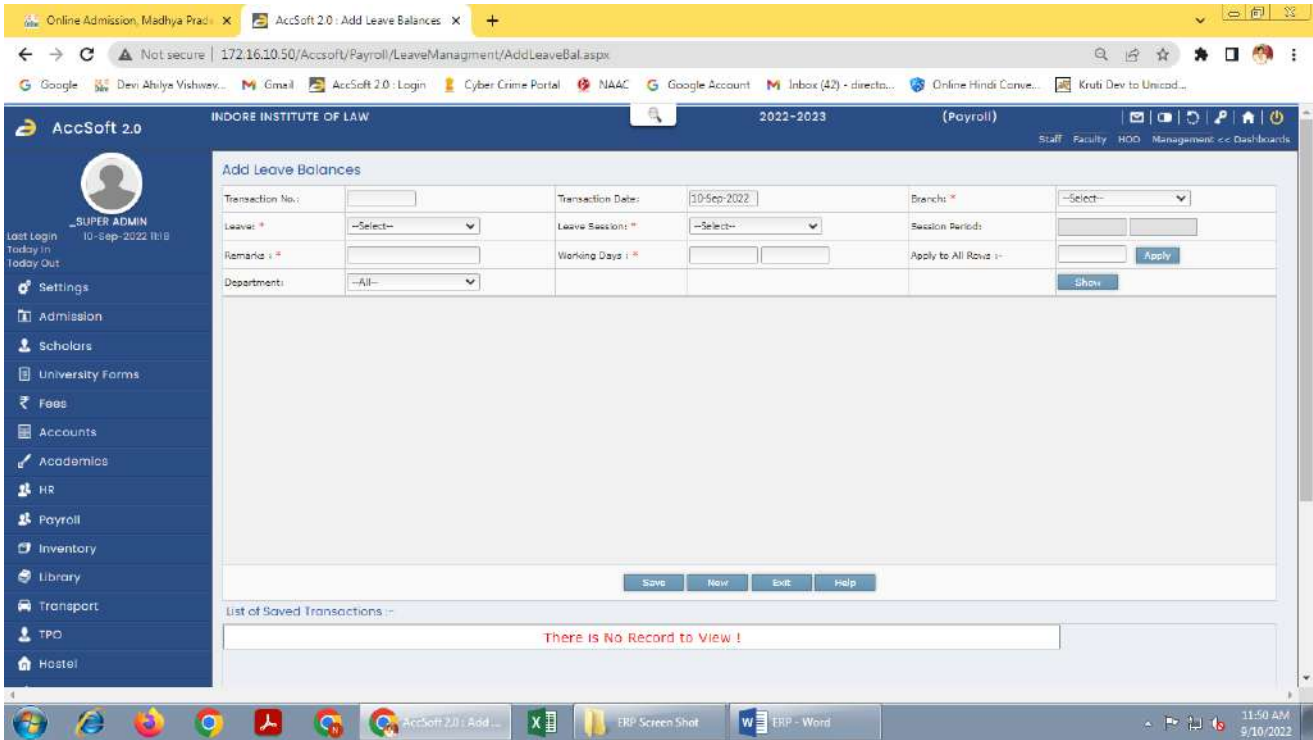 Online Admission, Madhya Prad
AccSoft 2.0 : Add Leave Balances
Not secure
172.16.10.50/Accsoft/Payroll/LeaveManagment/AddLeaveBal.aspx
Google
Devi Ahilya Vishwav...
Gmail
AccSoft 2.0 : Login
Cyber Crime Portal
NAAC
Google Account
Inbox (42) - directo...
Online Hindi Conve...
Kruti Dev to Unicod...
AccSoft 2.0
INDORE INSTITUTE OF LAW
2022-2023
(Payroll)
Staff Faculty HOD Management << Dashboards
_SUPER ADMIN
Last Login 10-Sep-2022 11:18
Today In
Today Out
Settings
Admission
Scholars
University Forms
Fees
Accounts
Academics
HR
Payroll
Inventory
Library
Transport
TPO
Hostel
Add Leave Balances
Transaction No.:
Transaction Date:
10-Sep-2022
Branch: *
--Select--
Leave: *
--Select--
Leave Session: *
--Select--
Session Period:
Remarks : *
Working Days : *
Apply to All Rows :-
Apply
Department:
--All--
Show
Save
New
Exit
Help
List of Saved Transactions :-
There is No Record to View !
AccSoft 2.0 : Add ...
ERP Screen Shot
ERP - Word
11:50 AM
9/10/2022